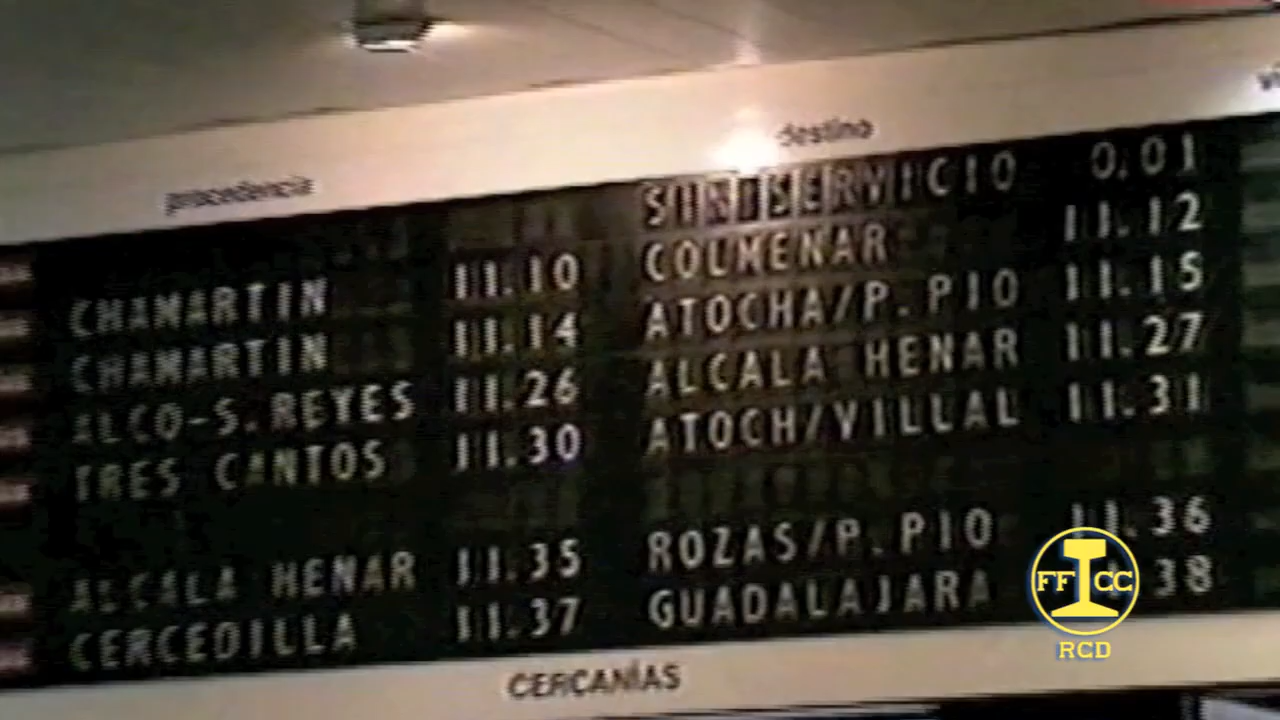 procedencia destino
SIN SERVICIO 0.01
CHAMARTIN 11.10 COLMENAR 11.12
CHAMARTIN 11.14 ATOCHA/P.PIO 11.15
ALCO-S.REYES 11.26 ALCALA HENAR 11.27
TRES CANTOS 11.30 ATOCH/VILLAL 11.31
ALCALA HENAR 11.35 ROZAS/P.PIO 11.36
CERCEDILLA 11.37 GUADALAJARA 38
CERCANÍAS
FF CC
RCD